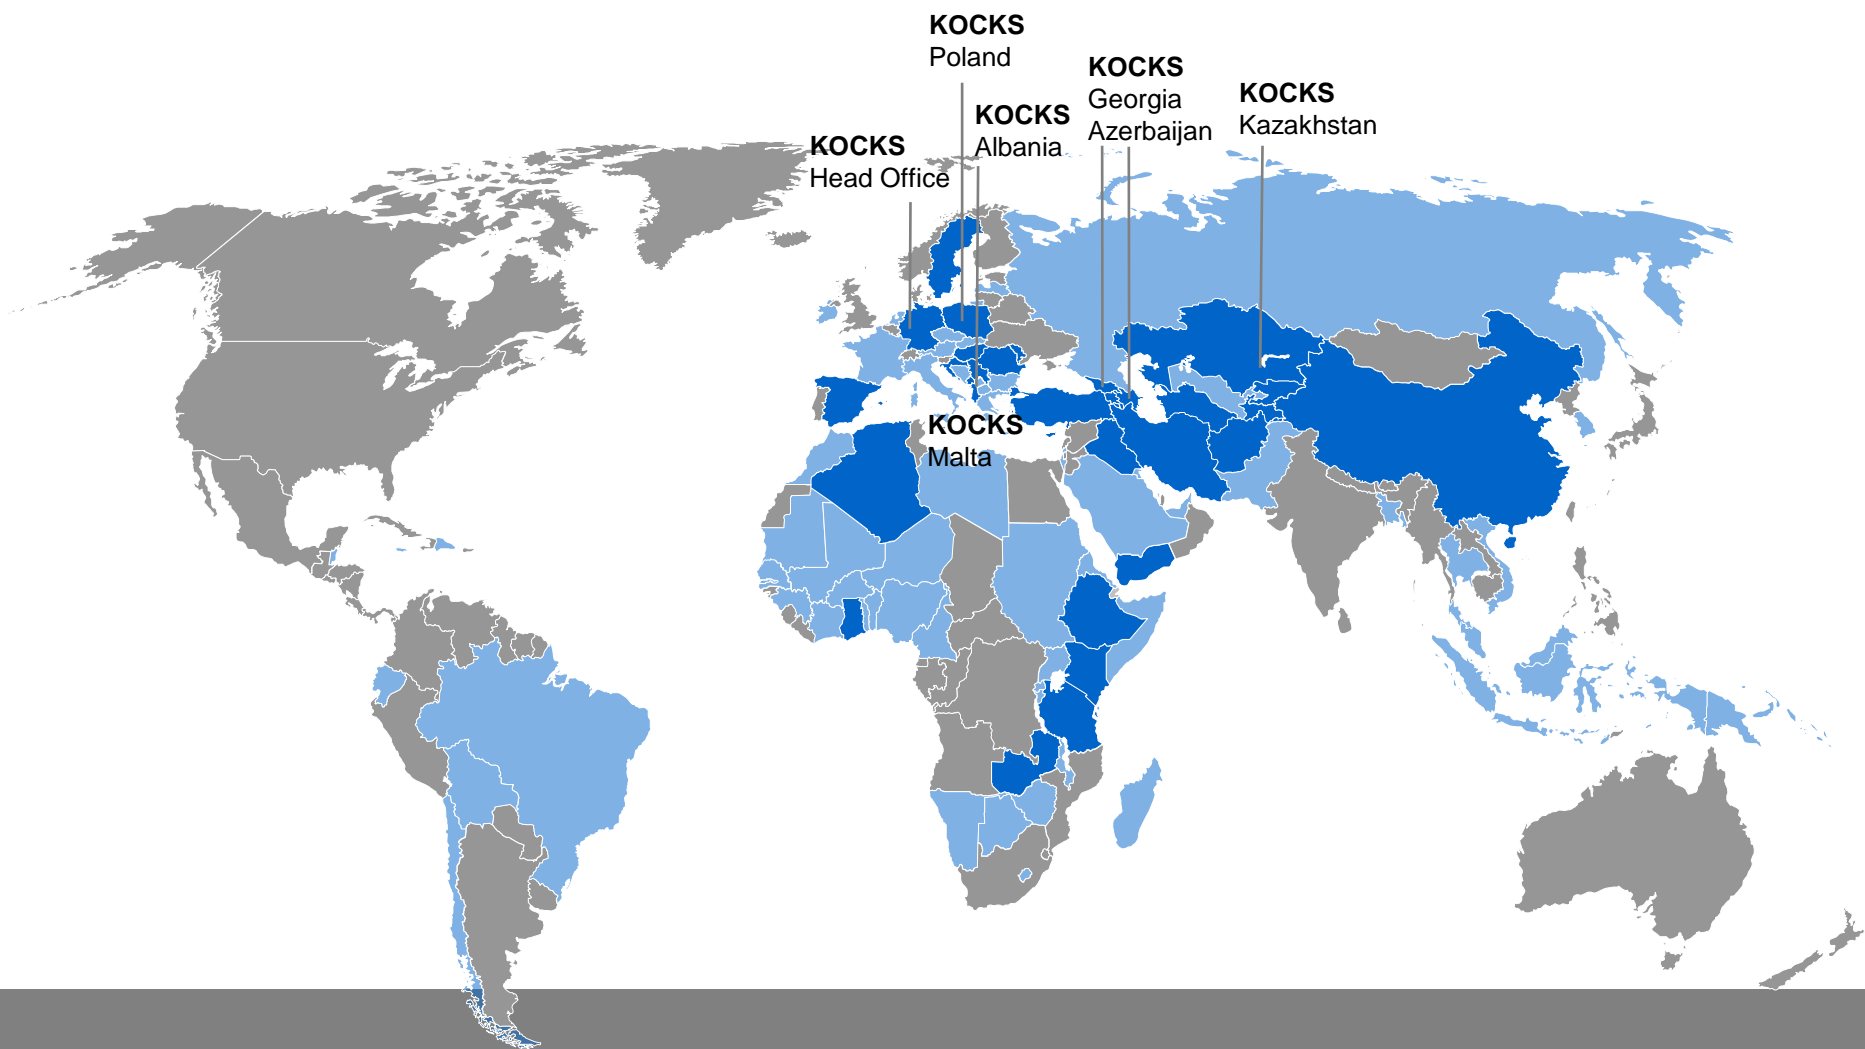 KOCKS
Poland
KOCKS
Georgia
Azerbaijan
KOCKS
Kazakhstan
KOCKS
Albania
KOCKS
Head Office
KOCKS
Malta